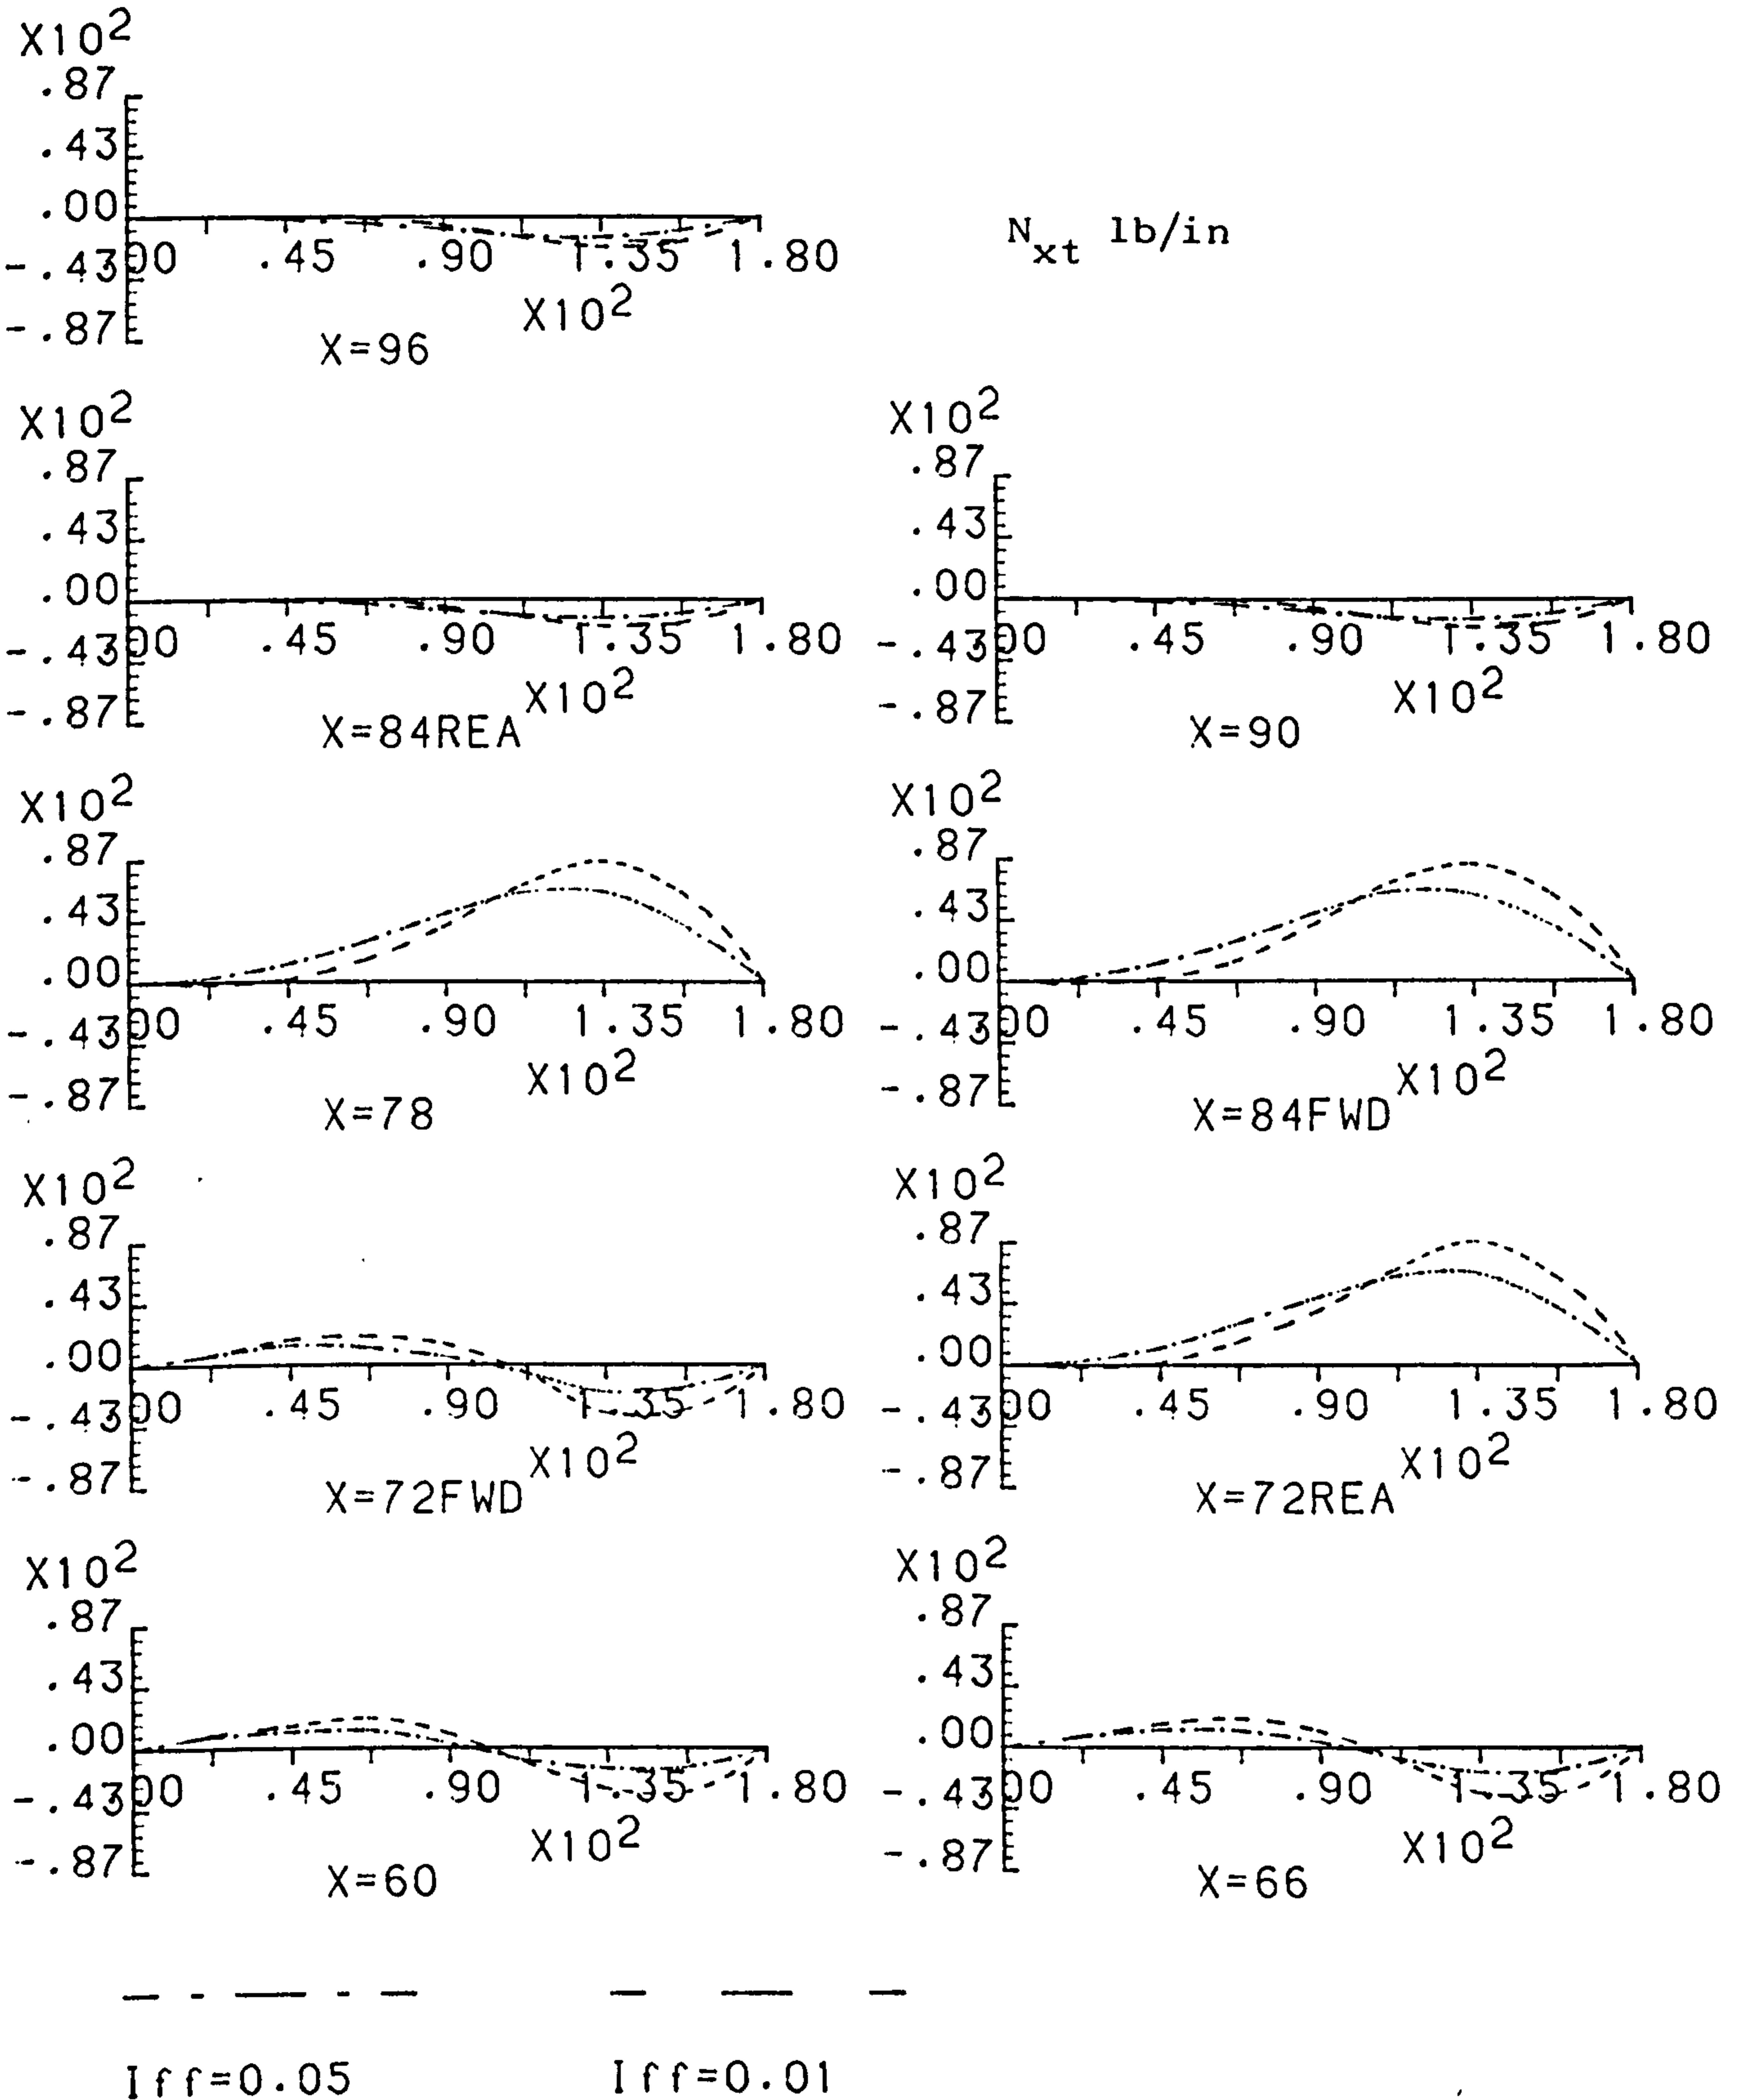 X10²
.87
.43
.00
-.43
-.87
.00 .45 .90 1.35 1.80
X10²
X=96
N_xt lb/in
X10²
.87
.43
.00
-.43
-.87
.00 .45 .90 1.35 1.80
X10²
X=84REA
X10²
.87
.43
.00
-.43
-.87
.00 .45 .90 1.35 1.80
X10²
X=90
X10²
.87
.43
.00
-.43
-.87
.00 .45 .90 1.35 1.80
X10²
X=78
X10²
.87
.43
.00
-.43
-.87
.00 .45 .90 1.35 1.80
X10²
X=84FWD
X10²
.87
.43
.00
-.43
-.87
.00 .45 .90 1.35 1.80
X10²
X=72FWD
X10²
.87
.43
.00
-.43
-.87
.00 .45 .90 1.35 1.80
X10²
X=72REA
X10²
.87
.43
.00
-.43
-.87
.00 .45 .90 1.35 1.80
X10²
X=60
X10²
.87
.43
.00
-.43
-.87
.00 .45 .90 1.35 1.80
X10²
X=66
Iff=0.05 Iff=0.01